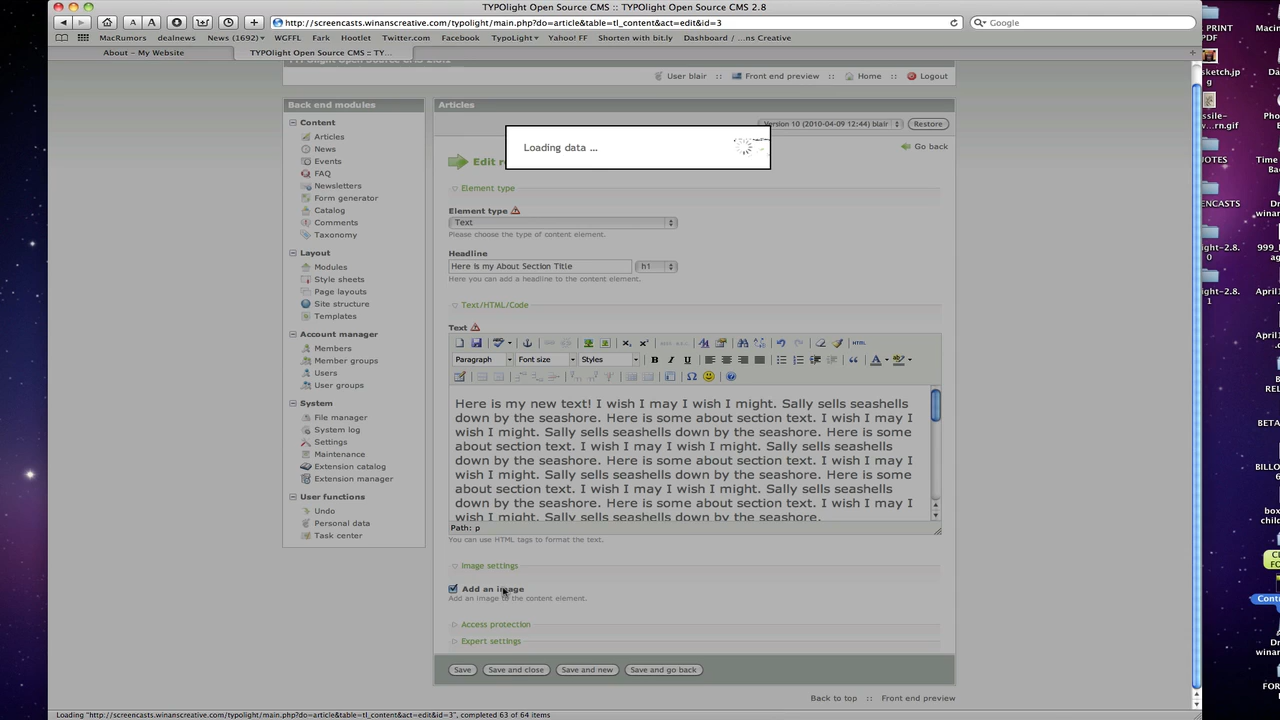 TYPOlight Open Source CMS :: TYPOlight Open Source CMS 2.8
http://screencasts.winanscreative.com/typolight/main.php?do=article&table=tl_content&act=edit&id=3
Google
MacRumors dealnews News (1692) WGFFL Fark Hootlet Twitter.com Facebook TypoLight Yahoo! FF Shorten with bit.ly Dashboard / ...ns Creative
About – My Website
TYPOlight Open Source CMS :: TY...
User blair :: Front end preview :: Home :: Logout
Back end modules
Content
Articles
News
Events
FAQ
Newsletters
Form generator
Catalog
Comments
Taxonomy
Layout
Modules
Style sheets
Page layouts
Site structure
Templates
Account manager
Members
Member groups
Users
User groups
System
File manager
System log
Settings
Maintenance
Extension catalog
Extension manager
User functions
Undo
Personal data
Task center
Articles
Version 10 (2010-04-09 12:44) blair Restore
Loading data ...
Go back
Edit r
Element type
Element type
Text
Please choose the type of content element.
Headline
Here is my About Section Title h1
Here you can add a headline to the content element.
Text/HTML/Code
Text
HTML
Paragraph Font size Styles B I U
Here is my new text! I wish I may I wish I might. Sally sells seashells
down by the seashore. Here is some about section text. I wish I may I
wish I might. Sally sells seashells down by the seashore. Here is some
about section text. I wish I may I wish I might. Sally sells seashells
down by the seashore. Here is some about section text. I wish I may I
wish I might. Sally sells seashells down by the seashore. Here is some
about section text. I wish I may I wish I might. Sally sells seashells
down by the seashore. Here is some about section text. I wish I may I
wish I might. Sally sells seashells down by the seashore.
Path: p
You can use HTML tags to format the text.
Image settings
Add an image
Add an image to the content element.
Access protection
Expert settings
Save Save and close Save and new Save and go back
Back to top :: Front end preview
Loading "http://screencasts.winanscreative.com/typolight/main.php?do=article&table=tl_content&act=edit&id=3", completed 63 of 64 items